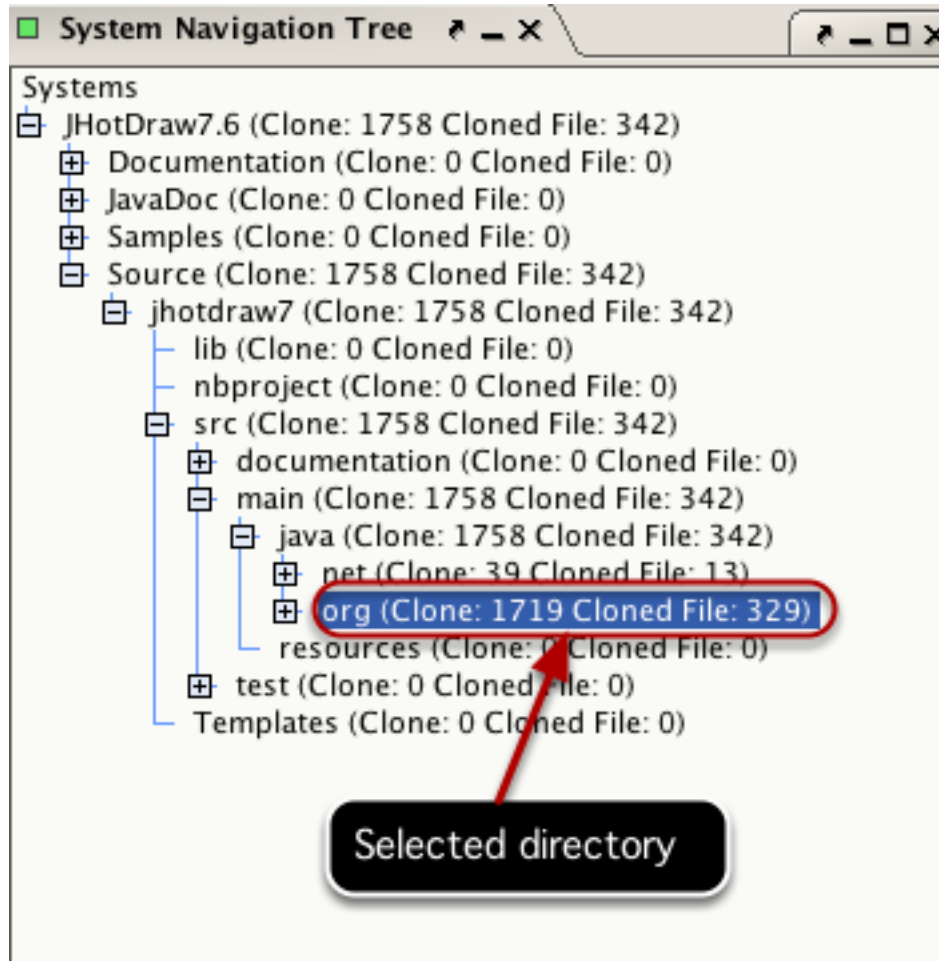 System Navigation Tree
Systems
JHotDraw7.6 (Clone: 1758 Cloned File: 342)
Documentation (Clone: 0 Cloned File: 0)
JavaDoc (Clone: 0 Cloned File: 0)
Samples (Clone: 0 Cloned File: 0)
Source (Clone: 1758 Cloned File: 342)
jhotdraw7 (Clone: 1758 Cloned File: 342)
lib (Clone: 0 Cloned File: 0)
nbproject (Clone: 0 Cloned File: 0)
src (Clone: 1758 Cloned File: 342)
documentation (Clone: 0 Cloned File: 0)
main (Clone: 1758 Cloned File: 342)
java (Clone: 1758 Cloned File: 342)
net (Clone: 39 Cloned File: 13)
org (Clone: 1719 Cloned File: 329)
resources (Clone: 0 Cloned File: 0)
test (Clone: 0 Cloned File: 0)
Templates (Clone: 0 Cloned File: 0)
Selected directory